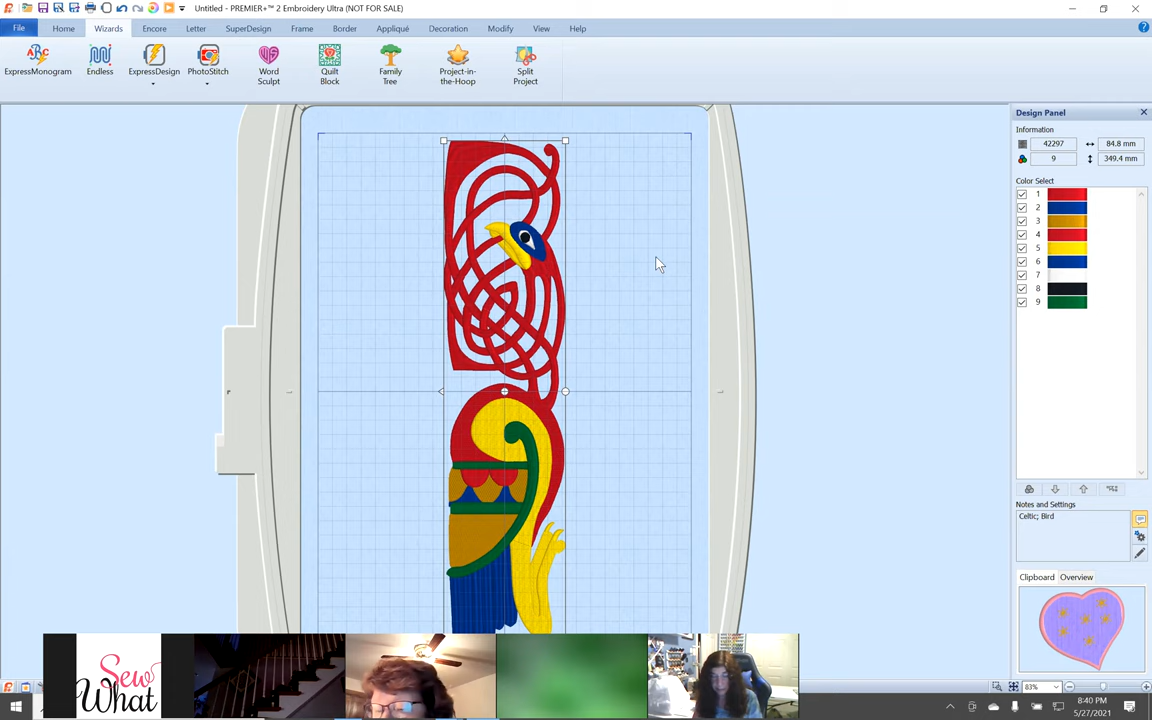 Untitled - PREMIER+™ 2 Embroidery Ultra (NOT FOR SALE)
File Home Wizards Encore Letter SuperDesign Frame Border Appliqué Decoration Modify View Help
ExpressMonogram Endless ExpressDesign PhotoStitch Word Sculpt Quilt Block Family Tree Project-in-the-Hoop Split Project
Design Panel
Information
42297 84.8 mm
9 349.4 mm
Color Select
1
2
3
4
5
6
7
8
9
Notes and Settings
Celtic; Bird
Clipboard Overview
Sew
What
83%
8:40 PM
5/27/2021